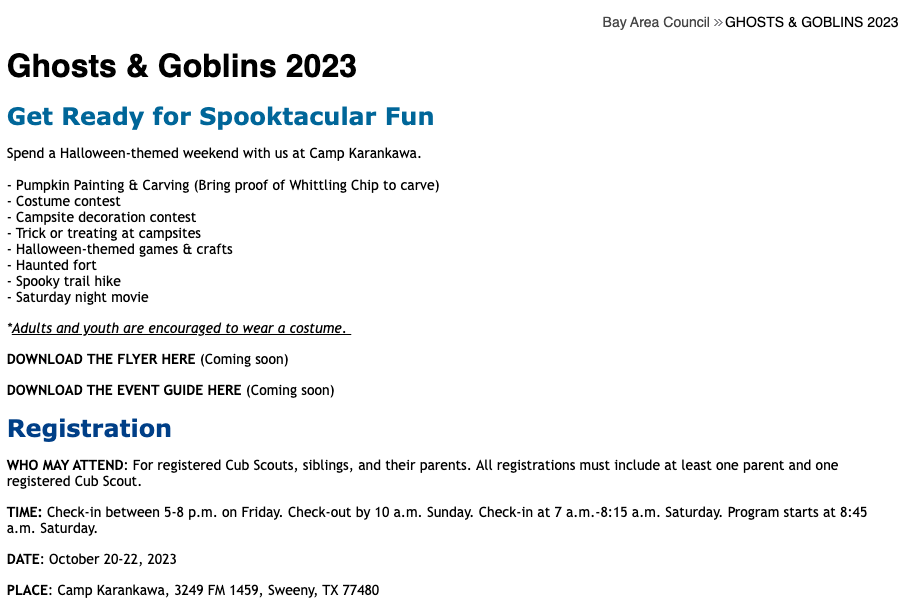 Bay Area Council » GHOSTS & GOBLINS 2023
Ghosts & Goblins 2023
Get Ready for Spooktacular Fun
Spend a Halloween-themed weekend with us at Camp Karankawa.
- Pumpkin Painting & Carving (Bring proof of Whittling Chip to carve)
- Costume contest
- Campsite decoration contest
- Trick or treating at campsites
- Halloween-themed games & crafts
- Haunted fort
- Spooky trail hike
- Saturday night movie
*Adults and youth are encouraged to wear a costume.
DOWNLOAD THE FLYER HERE (Coming soon)
DOWNLOAD THE EVENT GUIDE HERE (Coming soon)
Registration
WHO MAY ATTEND: For registered Cub Scouts, siblings, and their parents. All registrations must include at least one parent and one
registered Cub Scout.
TIME: Check-in between 5-8 p.m. on Friday. Check-out by 10 a.m. Sunday. Check-in at 7 a.m.-8:15 a.m. Saturday. Program starts at 8:45
a.m. Saturday.
DATE: October 20-22, 2023
PLACE: Camp Karankawa, 3249 FM 1459, Sweeny, TX 77480